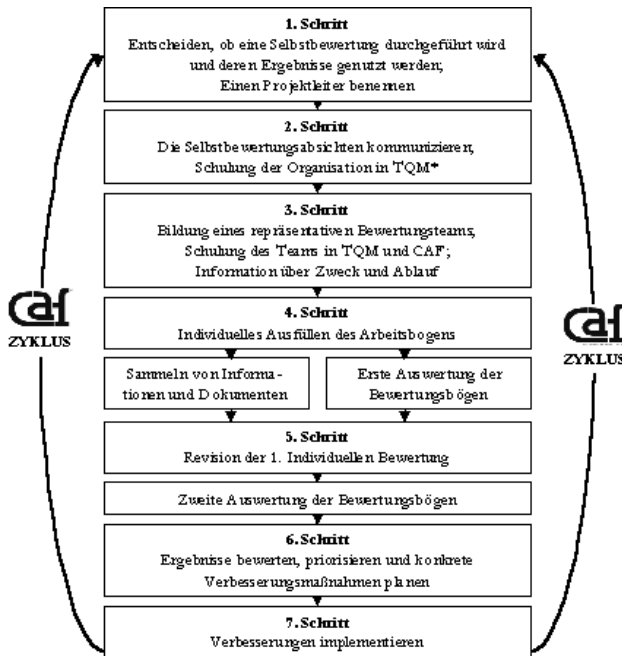 1. Schritt
Entscheiden, ob eine Selbstbewertung durchgeführt wird
und deren Ergebnisse genutzt werden;
Einen Projektleiter benennen
2. Schritt
Die Selbstbewertungsabsichten kommunizieren;
Schulung der Organisation in TQM*
3. Schritt
Bildung eines repräsentativen Bewertungsteams;
Schulung des Teams in TQM und CAF;
Information über Zweck und Ablauf
caf
ZYKLUS
4. Schritt
Individuelles Ausfüllen des Arbeitsbogens
caf
ZYKLUS
Sammeln von Informa-
tionen und Dokumenten
Erste Auswertung der
Bewertungsbögen
5. Schritt
Revision der 1. Individuellen Bewertung
Zweite Auswertung der Bewertungsbögen
6. Schritt
Ergebnisse bewerten, priorisieren und konkrete
Verbesserungsmaßnahmen planen
7. Schritt
Verbesserungen implementieren